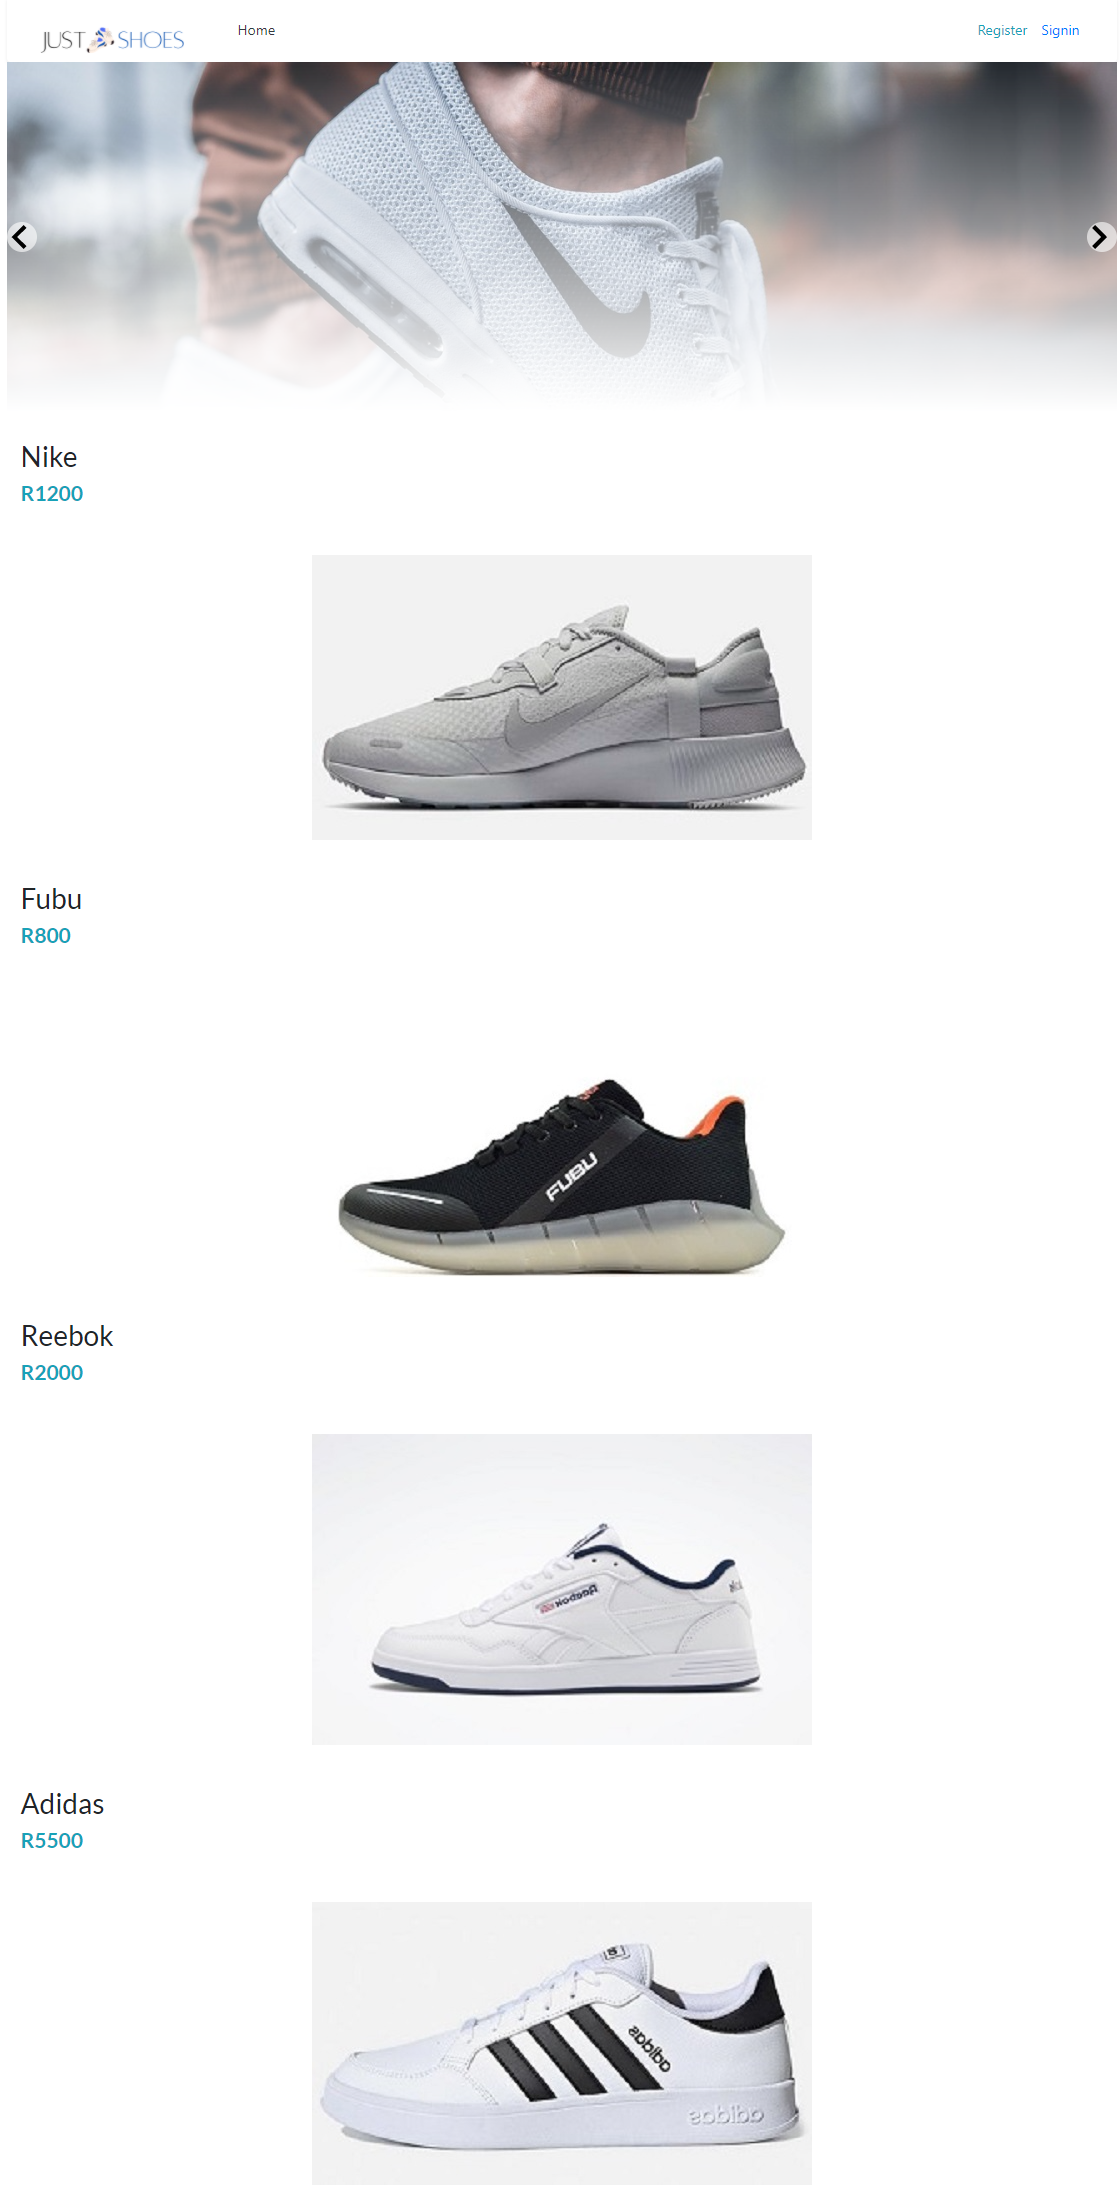 JUST SHOES
Home
Register
Signin
Nike
R1200
Fubu
R800
FUBU
Reebok
R2000
Reebok
Adidas
R5500
adidas
adidas